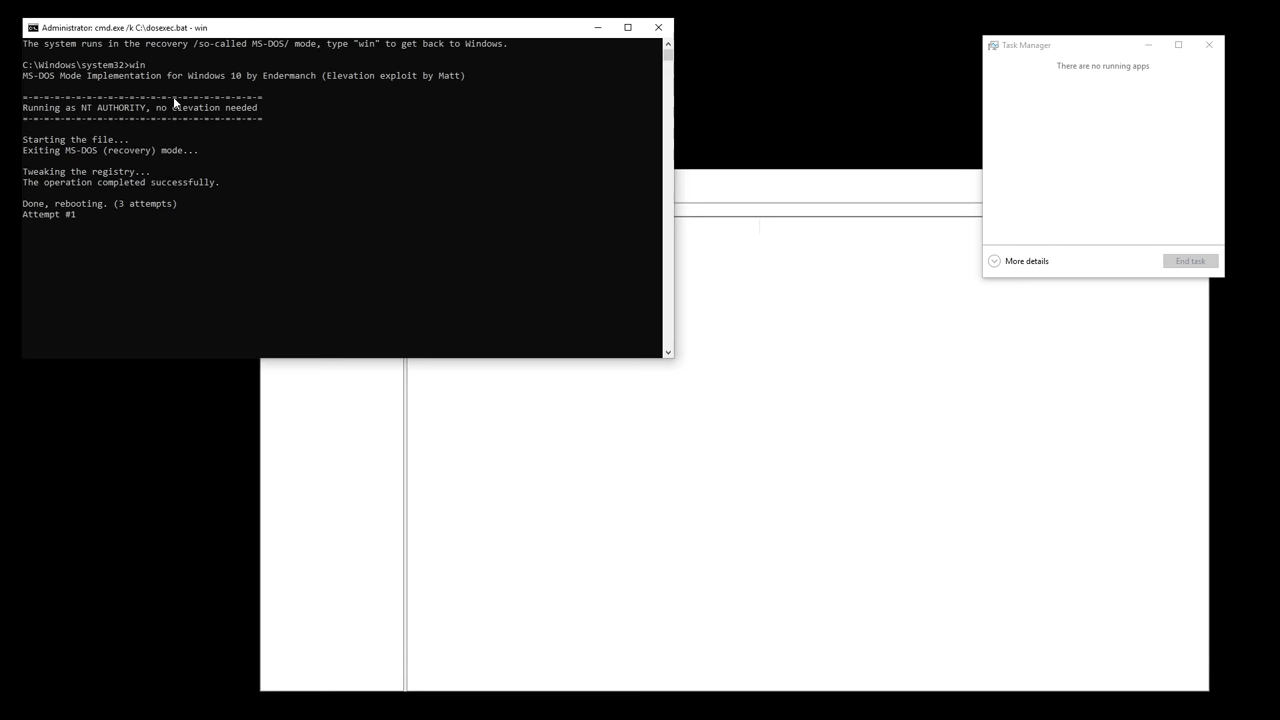 Administrator: cmd.exe /k C:\dosexec.bat - win
The system runs in the recovery /so-called MS-DOS/ mode, type "win" to get back to Windows.
C:\Windows\system32>win
MS-DOS Mode Implementation for Windows 10 by Endermanch (Elevation exploit by Matt)
=-=-=-=-=-=-=-=-=-=-=-=-=-=-=-=-=-=-=-=-=-=-=
Running as NT AUTHORITY, no elevation needed
=-=-=-=-=-=-=-=-=-=-=-=-=-=-=-=-=-=-=-=-=-=-=
Starting the file...
Exiting MS-DOS (recovery) mode...
Tweaking the registry...
The operation completed successfully.
Done, rebooting. (3 attempts)
Attempt #1
Task Manager
There are no running apps
More details
End task